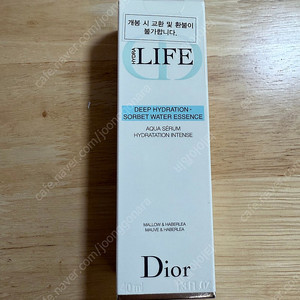 개봉 시 교환 및 환불이
불가합니다.
HYDRA
LIFE
DEEP HYDRATION -
SORBET WATER ESSENCE
AQUA SÉRUM
HYDRATATION INTENSE
MALLOW & HABERLEA
MAUVE & HABERLEA
Dior